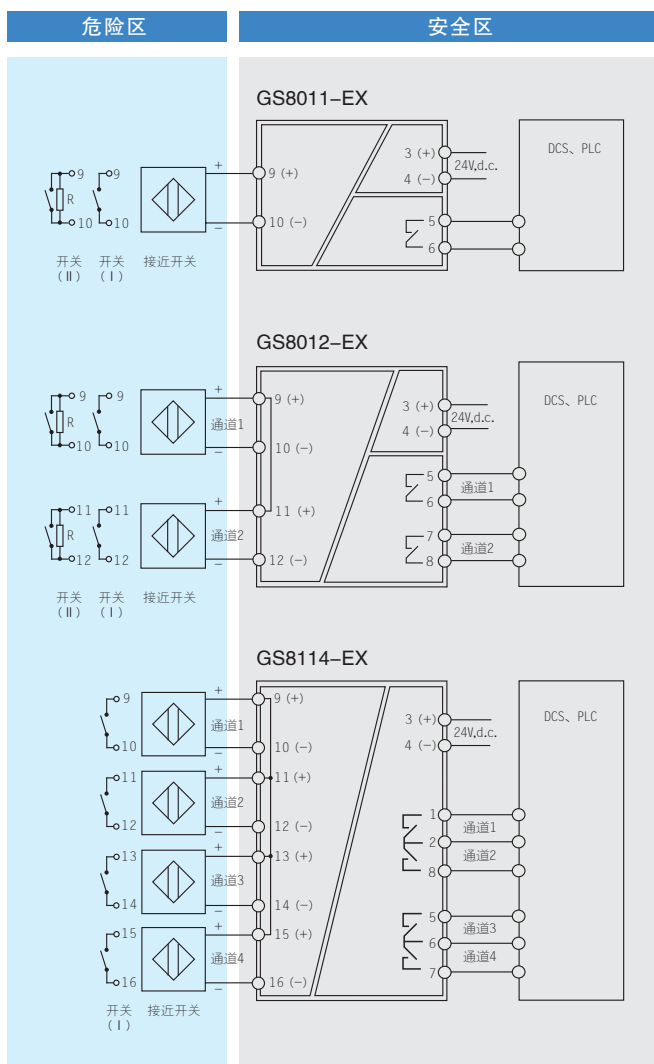 危险区 安全区
GS8011-EX
9 9 + 9 (+) 3 (+) 24V.d.c. DCS、PLC
R 4 (-)
10 10 - 10 (-) 5
6
开关 开关 接近开关
(Ⅱ) (Ⅰ)
GS8012-EX
9 9 + 9 (+) 3 (+) 24V.d.c. DCS、PLC
R 通道1 4 (-)
10 10 - 10 (-) 5
通道1
6
11 11 + 11 (+) 7
R 通道2 通道2
12 12 - 12 (-) 8
开关 开关 接近开关
(Ⅱ) (Ⅰ)
GS8114-EX
9 + 9 (+) 3 (+) 24V.d.c. DCS、PLC
通道1 4 (-)
10 - 10 (-)
11 + 11 (+) 1
通道2 通道1
12 - 12 (-) 2
通道2
13 + 13 (+) 8
通道3
14 - 14 (-) 5
通道3
15 + 15 (+) 6
通道4 通道4
16 - 16 (-) 7
开关 接近开关
(Ⅰ)